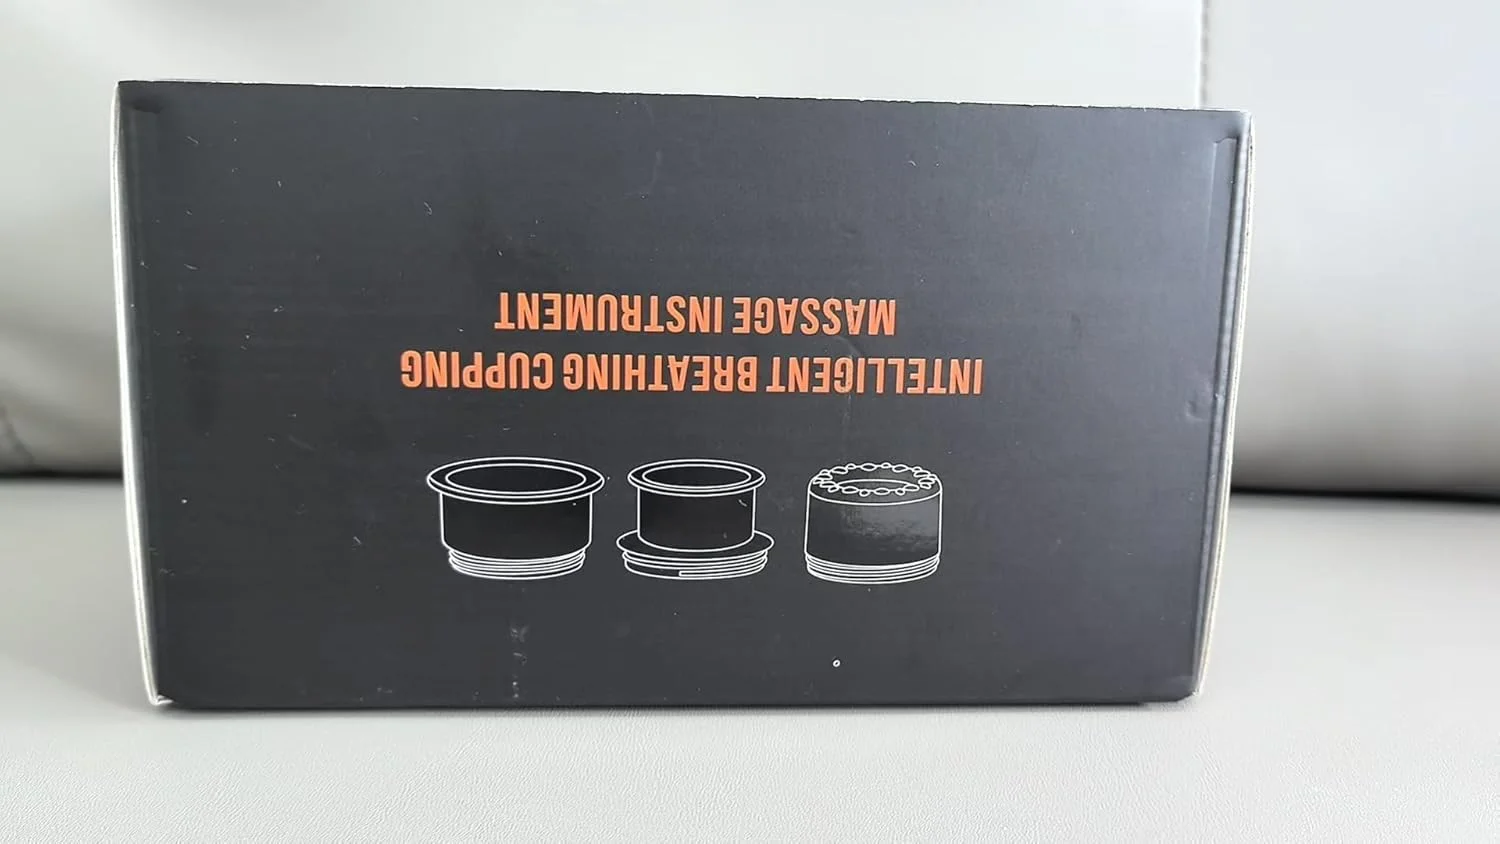 INTELLIGENT BREATHING CUPPING
MASSAGE INSTRUMENT